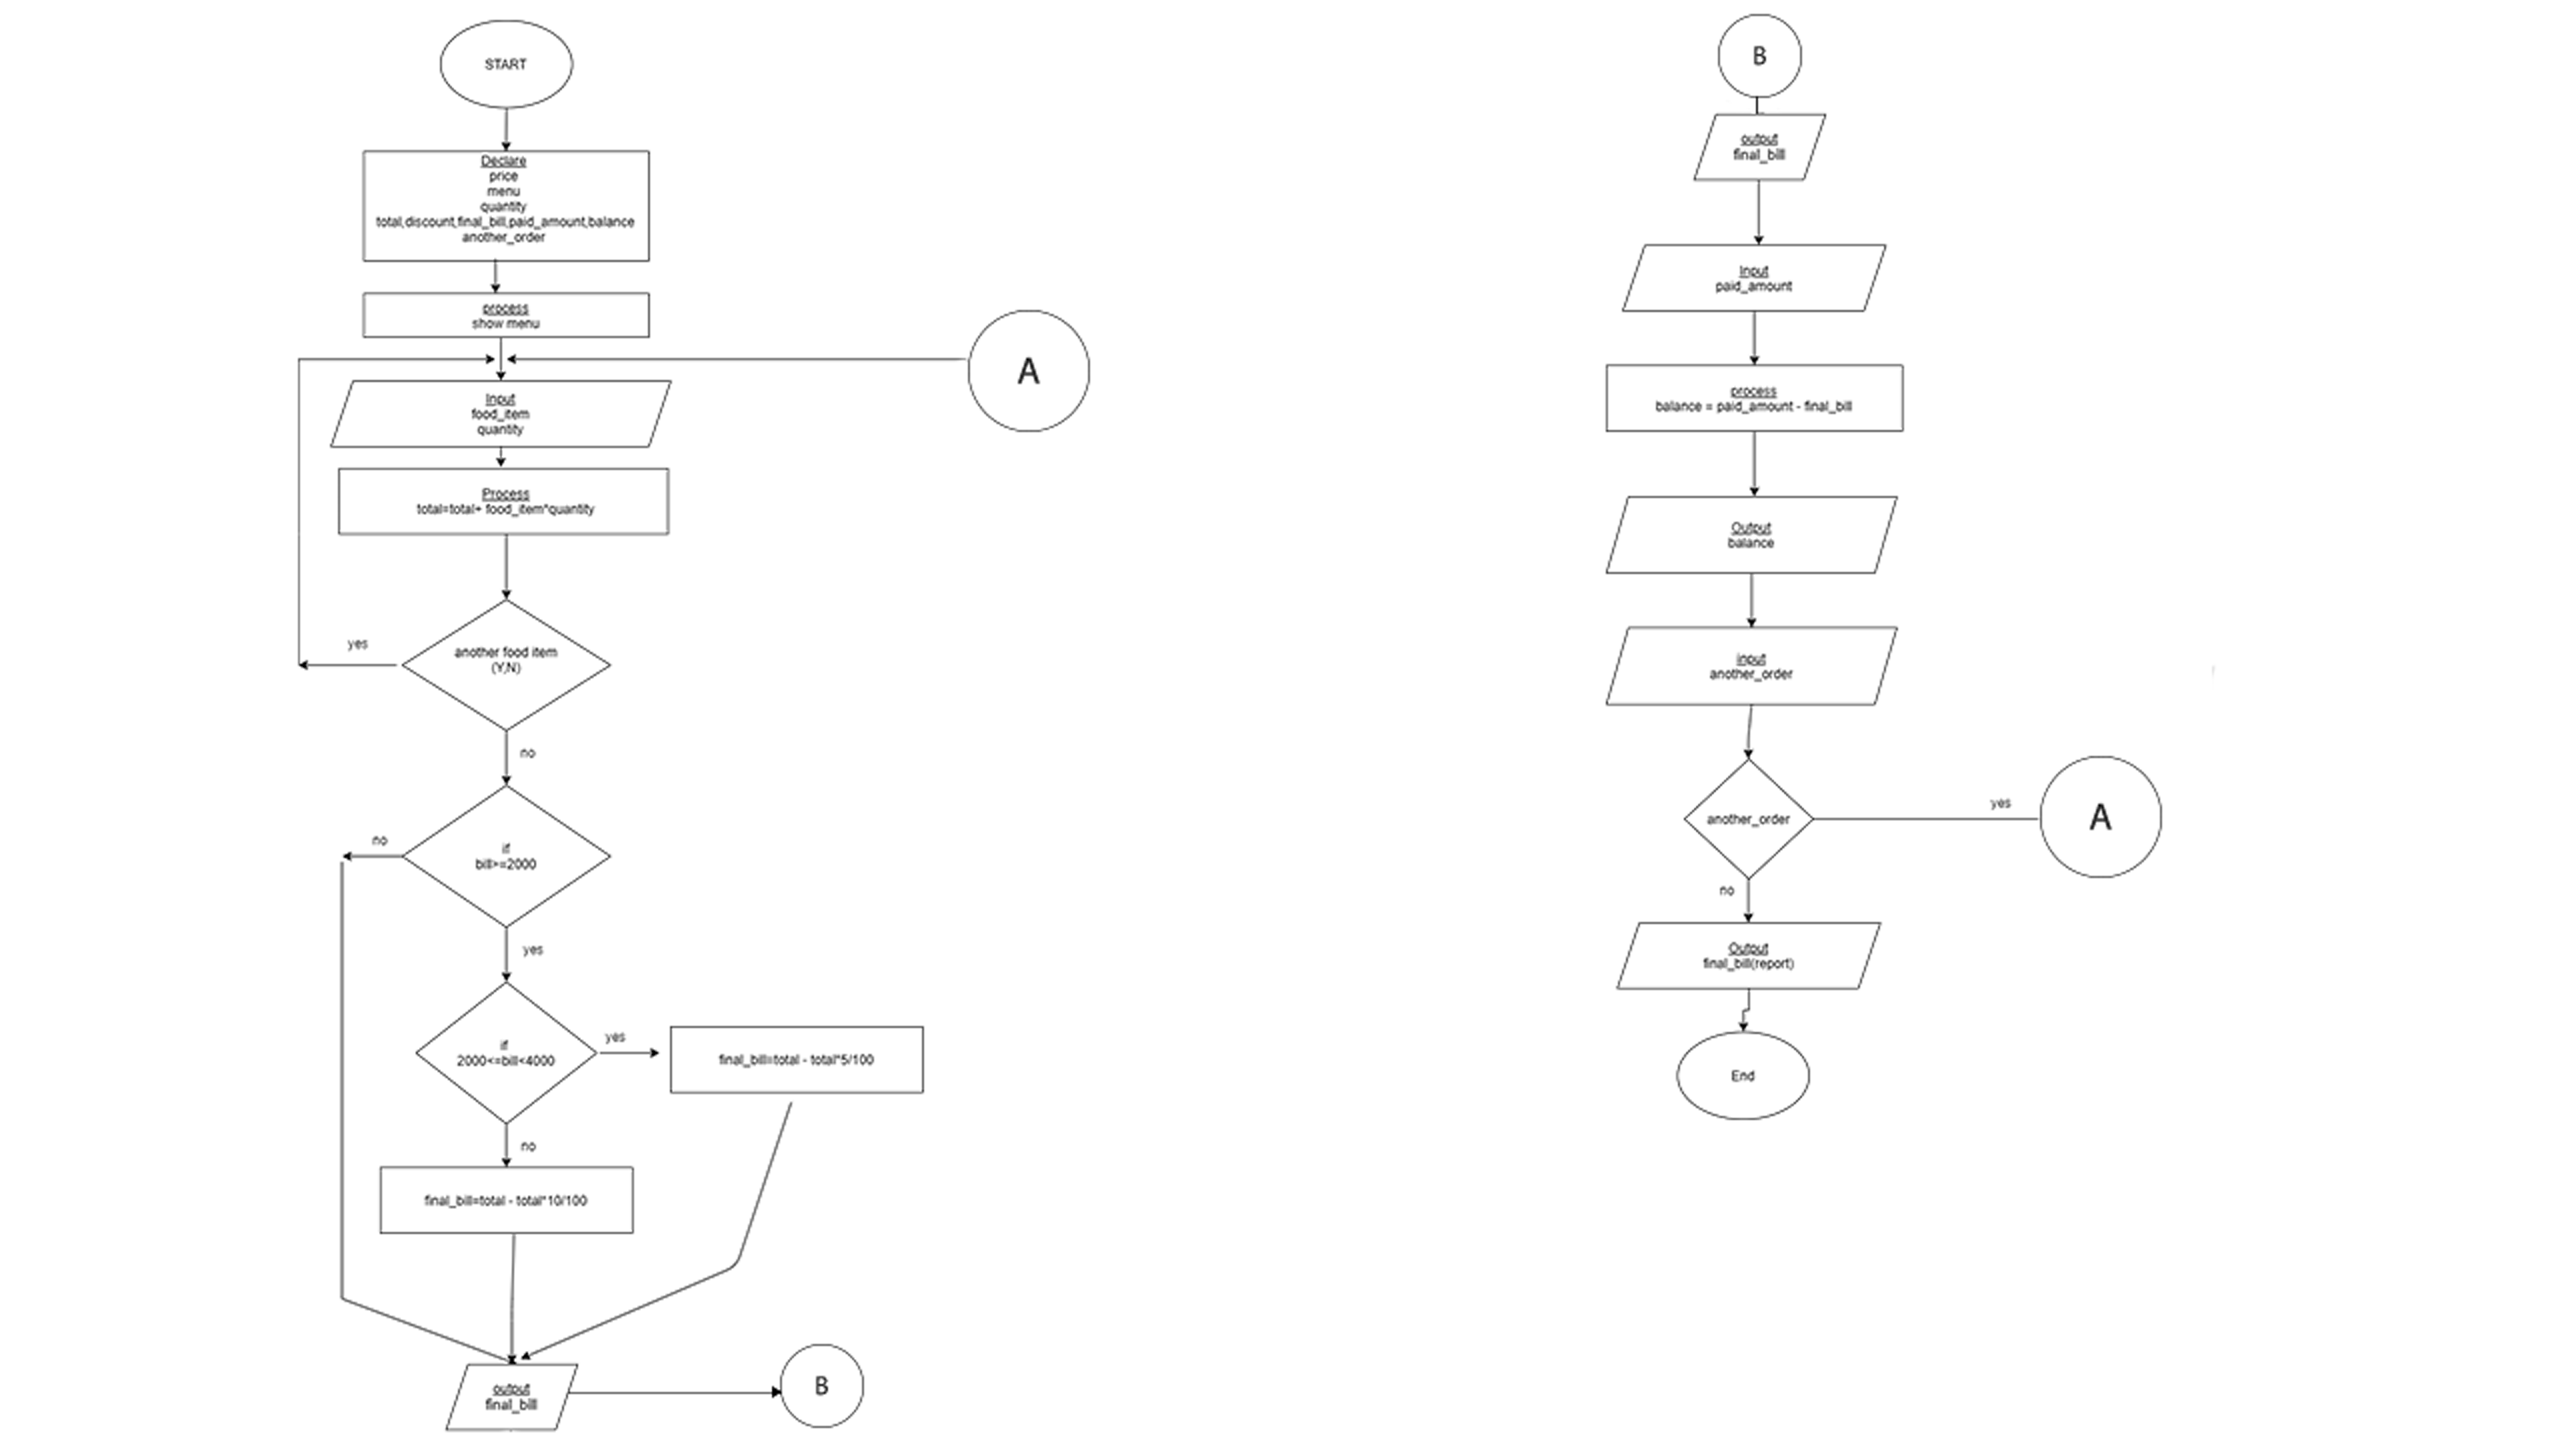 START
Declare
price
menu
quantity
total,discount,final_bill,paid_amount,balance
another_order
process
show menu
A
Input
food_item
quantity
Process
total=total+ food_item*quantity
another food item
(Y,N)
yes
no
if
bill>=2000
no
yes
if
2000<=bill<4000
yes
final_bill=total - total*5/100
no
final_bill=total - total*10/100
output
final_bill
B
B
output
final_bill
Input
paid_amount
process
balance = paid_amount - final_bill
Output
balance
input
another_order
another_order
yes
A
no
Output
final_bill(report)
End